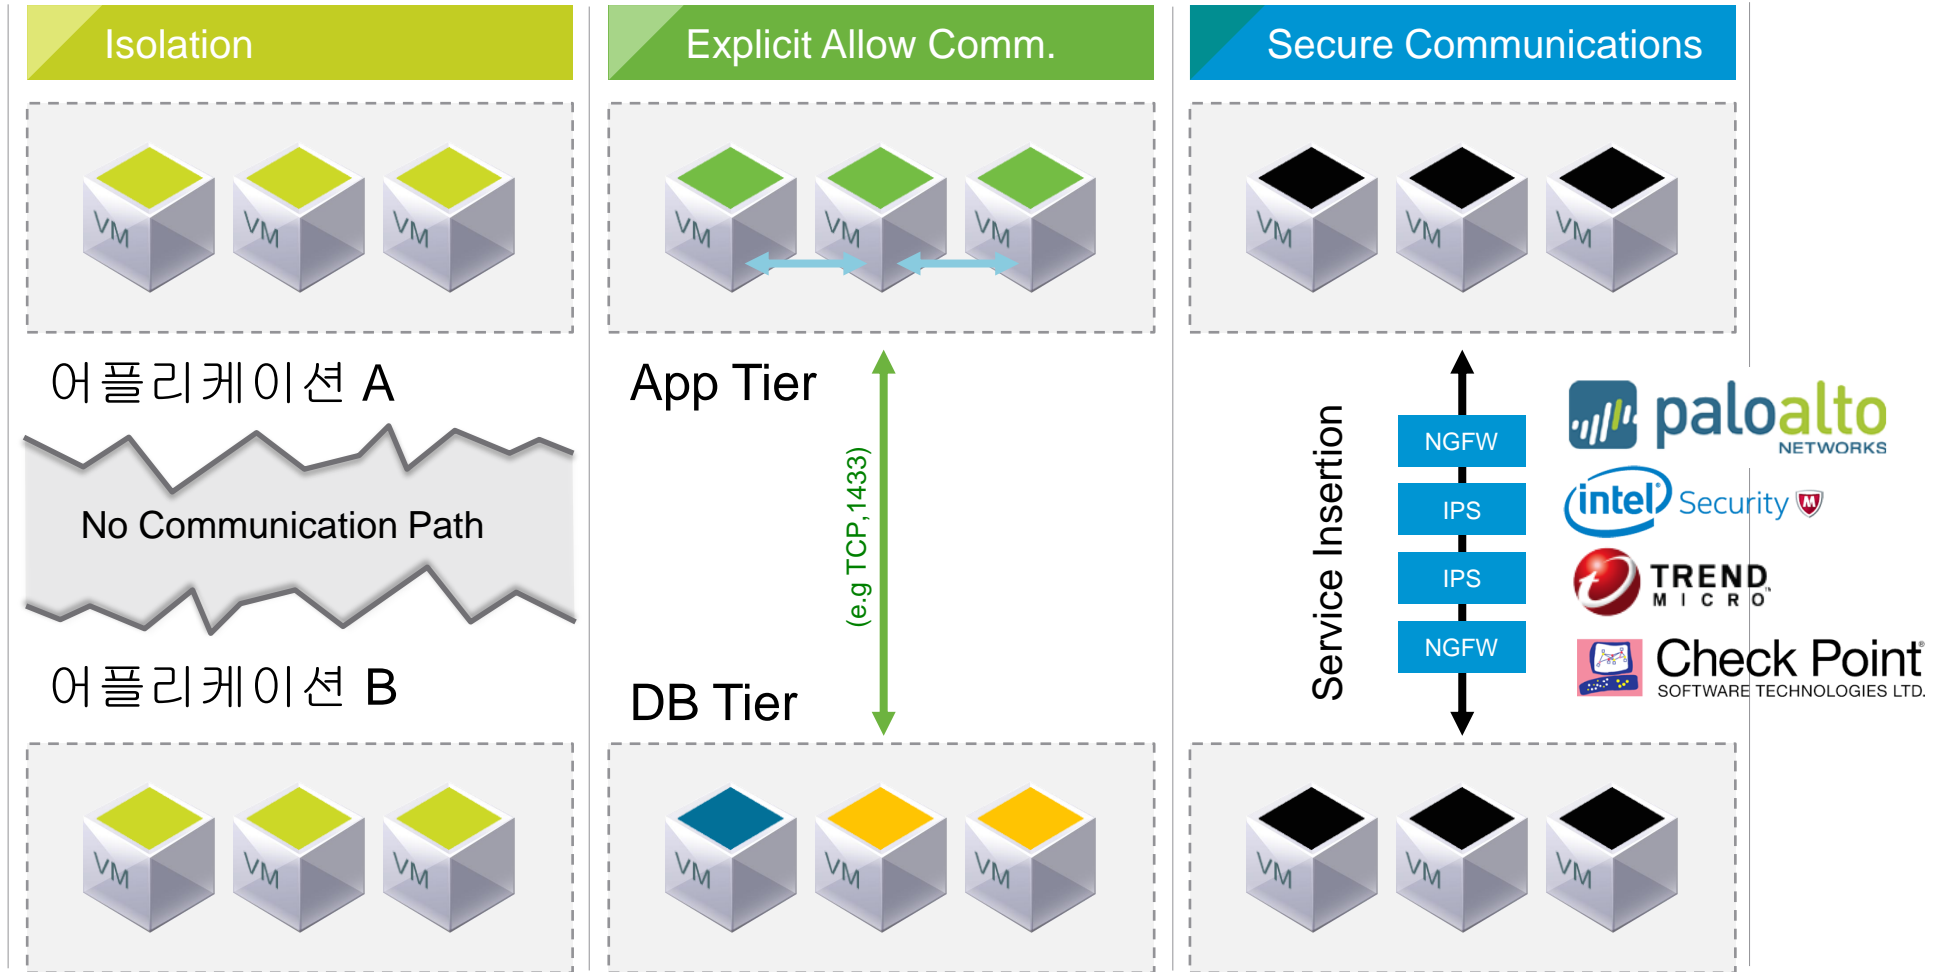 Isolation
VM VM VM
어플리케이션 A
No Communication Path
어플리케이션 B
VM VM VM
Explicit Allow Comm.
VM VM VM
App Tier
(e.g TCP,1433)
DB Tier
VM VM VM
Secure Communications
VM VM VM
Service Insertion
NGFW
IPS
IPS
NGFW
paloalto
NETWORKS
intel® Security M
TREND
MICRO™
Check Point®
SOFTWARE TECHNOLOGIES LTD.
VM VM VM